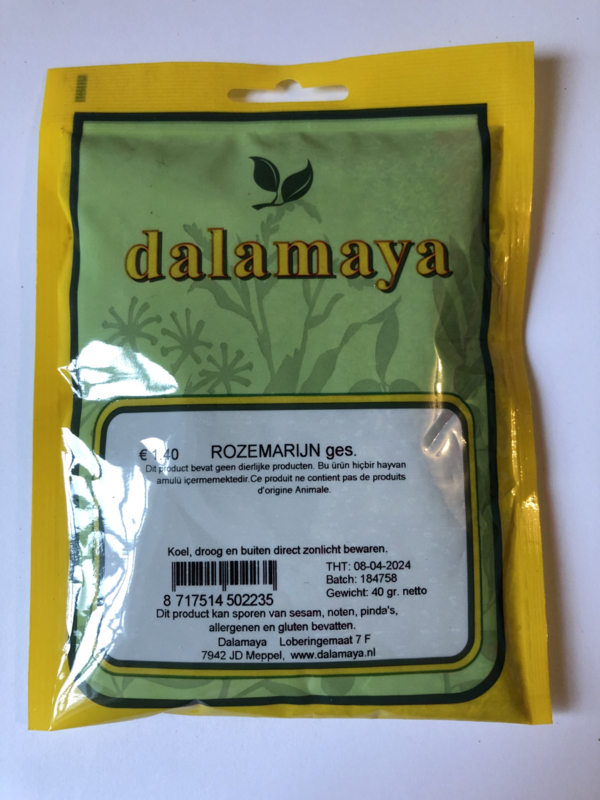 dalamaya
€ 1.40 ROZEMARIJN ges.
Dit product bevat geen dierlijke producten. Bu ürün hiçbir hayvan
amulü içermemektedir.Ce produit ne contient pas de produits
d'origine Animale.
Koel, droog en buiten direct zonlicht bewaren.
THT: 08-04-2024
Batch: 184758
Gewicht: 40 gr. netto
8 717514 502235
Dit product kan sporen van sesam, noten, pinda's,
allergenen en gluten bevatten.
Dalamaya Loberingemaat 7 F
7942 JD Meppel, www.dalamaya.nl